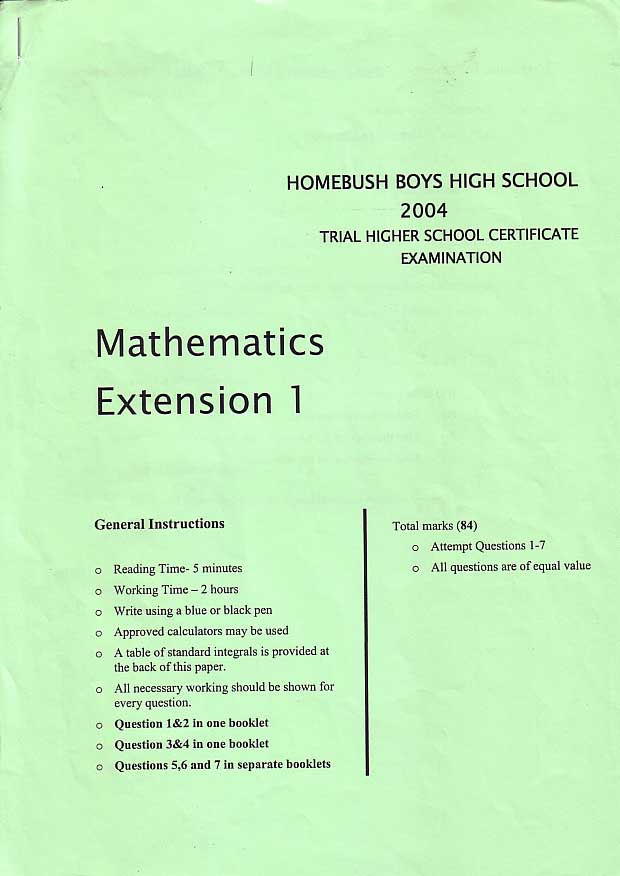 HOMEBUSH BOYS HIGH SCHOOL
2004
TRIAL HIGHER SCHOOL CERTIFICATE
EXAMINATION
Mathematics
Extension 1
General Instructions
o Reading Time- 5 minutes
o Working Time – 2 hours
o Write using a blue or black pen
o Approved calculators may be used
o A table of standard integrals is provided at
the back of this paper.
o All necessary working should be shown for
every question.
o Question 1&2 in one booklet
o Question 3&4 in one booklet
o Questions 5,6 and 7 in separate booklets
Total marks (84)
o Attempt Questions 1-7
o All questions are of equal value